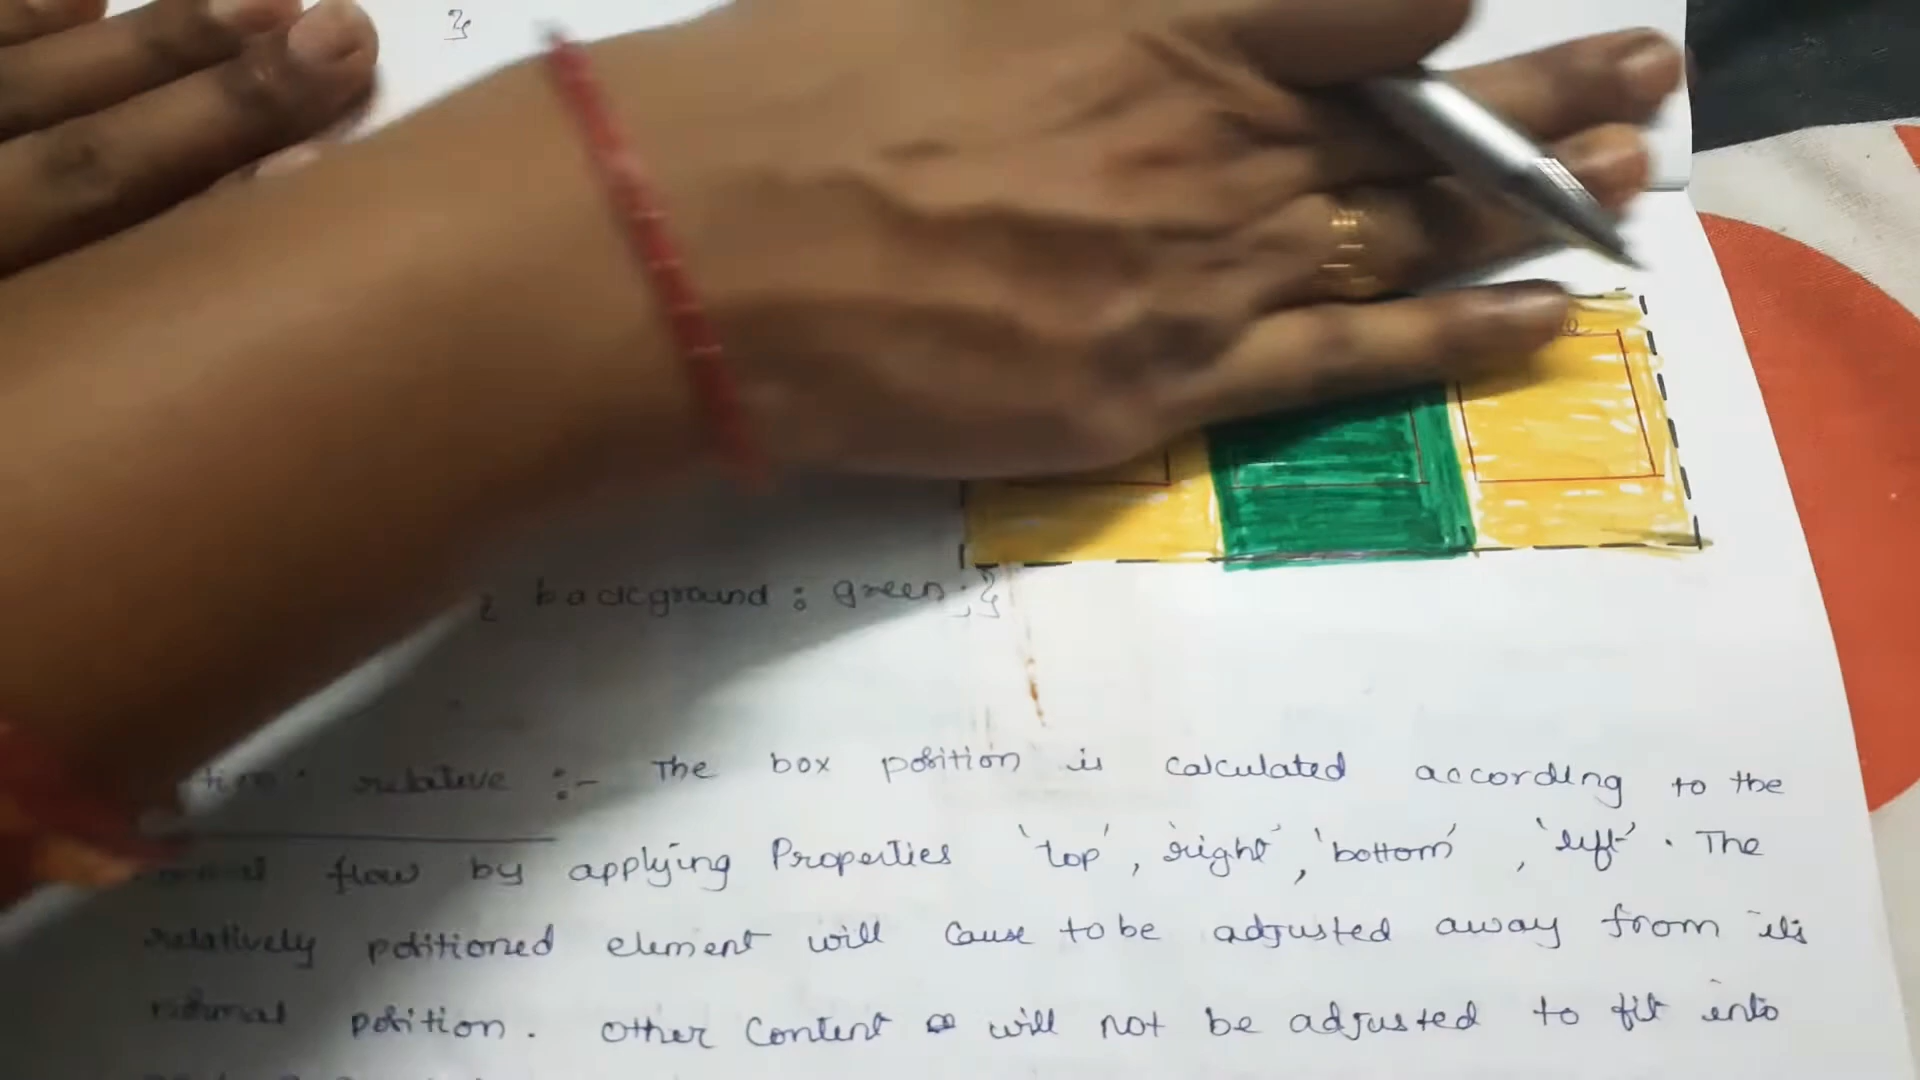 }
{ background : green ; }
relative :- The box position is calculated according to the
flow by applying Properties 'top', 'right', 'bottom', 'left'. The
relatively positioned element will cause to be adjusted away from its
normal position. Other Content will not be adjusted to fit into